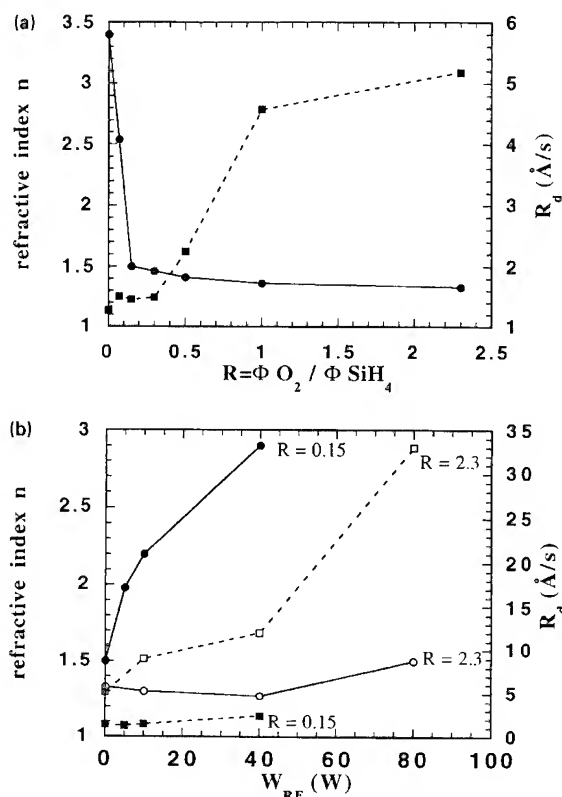 (a)
3.5
3
2.5
2
1.5
1
refractive index n
6
5
4
3
2
1
R_d (Å/s)
0 0.5 1 1.5 2 2.5
R=Φ O₂ / Φ SiH₄
(b)
3
2.5
2
1.5
1
refractive index n
35
30
25
20
15
10
5
0
R_d (Å/s)
R = 0.15
R = 2.3
R = 2.3
R = 0.15
0 20 40 60 80 100
W_RF (W)